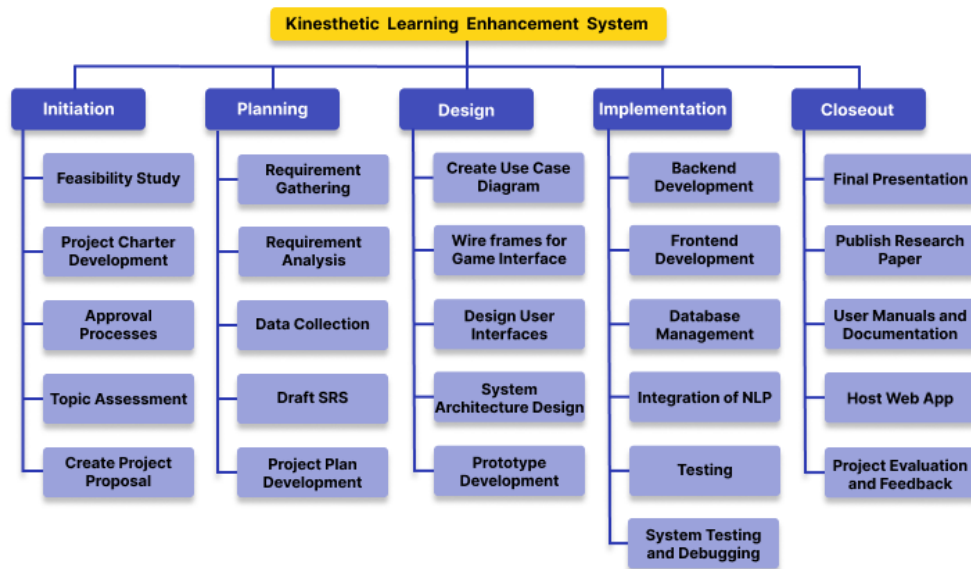 Kinesthetic Learning Enhancement System
Initiation
Planning
Design
Implementation
Closeout
Feasibility Study
Project Charter
Development
Approval
Processes
Topic Assessment
Create Project
Proposal
Requirement
Gathering
Requirement
Analysis
Data Collection
Draft SRS
Project Plan
Development
Create Use Case
Diagram
Wire frames for
Game Interface
Design User
Interfaces
System
Architecture Design
Prototype
Development
Backend
Development
Frontend
Development
Database
Management
Integration of NLP
Testing
System Testing
and Debugging
Final Presentation
Publish Research
Paper
User Manuals and
Documentation
Host Web App
Project Evaluation
and Feedback